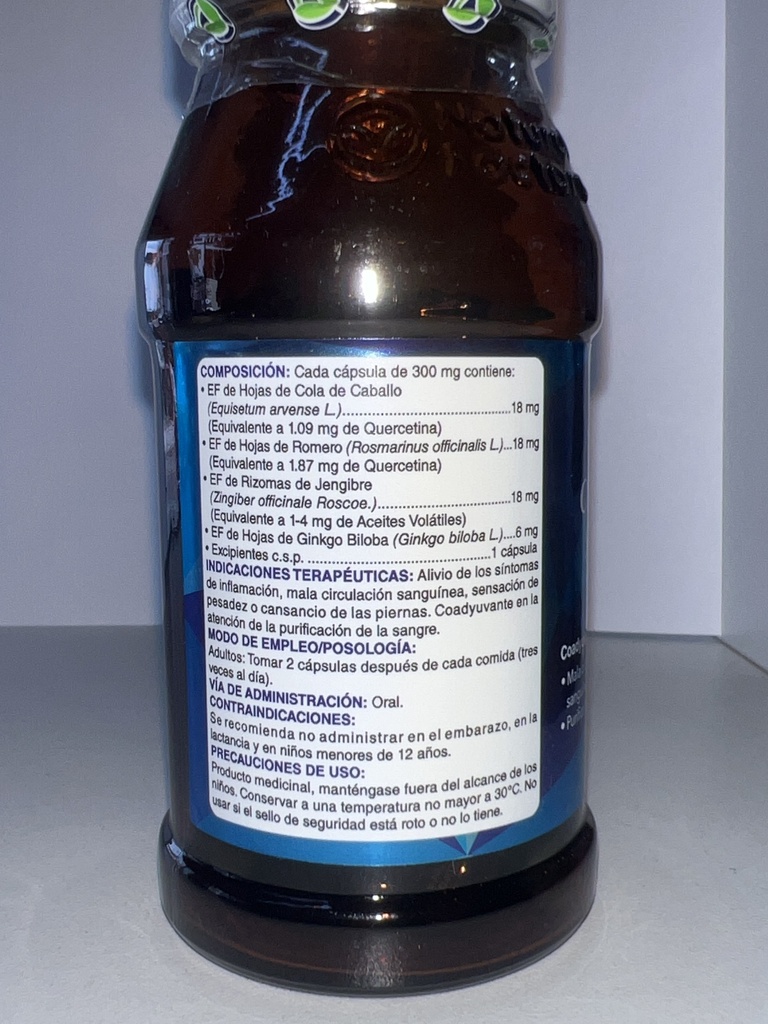 COMPOSICIÓN: Cada cápsula de 300 mg contiene:
• EF de Hojas de Cola de Caballo
(Equisetum arvense L.)..................................................18 mg
(Equivalente a 1.09 mg de Quercetina)
• EF de Hojas de Romero (Rosmarinus officinalis L.)...18 mg
(Equivalente a 1.87 mg de Quercetina)
• EF de Rizomas de Jengibre
(Zingiber officinale Roscoe.)........................................18 mg
(Equivalente a 1-4 mg de Aceites Volátiles)
• EF de Hojas de Ginkgo Biloba (Ginkgo biloba L.)....6 mg
• Excipientes c.s.p. .......................................................1 cápsula
INDICACIONES TERAPÉUTICAS: Alivio de los síntomas
de inflamación, mala circulación sanguínea, sensación de
pesadez o cansancio de las piernas. Coadyuvante en la
atención de la purificación de la sangre.
MODO DE EMPLEO/POSOLOGÍA:
Adultos: Tomar 2 cápsulas después de cada comida (tres
veces al día).
VÍA DE ADMINISTRACIÓN: Oral.
CONTRAINDICACIONES:
Se recomienda no administrar en el embarazo, en la
lactancia y en niños menores de 12 años.
PRECAUCIONES DE USO:
Producto medicinal, manténgase fuera del alcance de los
niños. Conservar a una temperatura no mayor a 30°C. No
usar si el sello de seguridad está roto o no lo tiene.